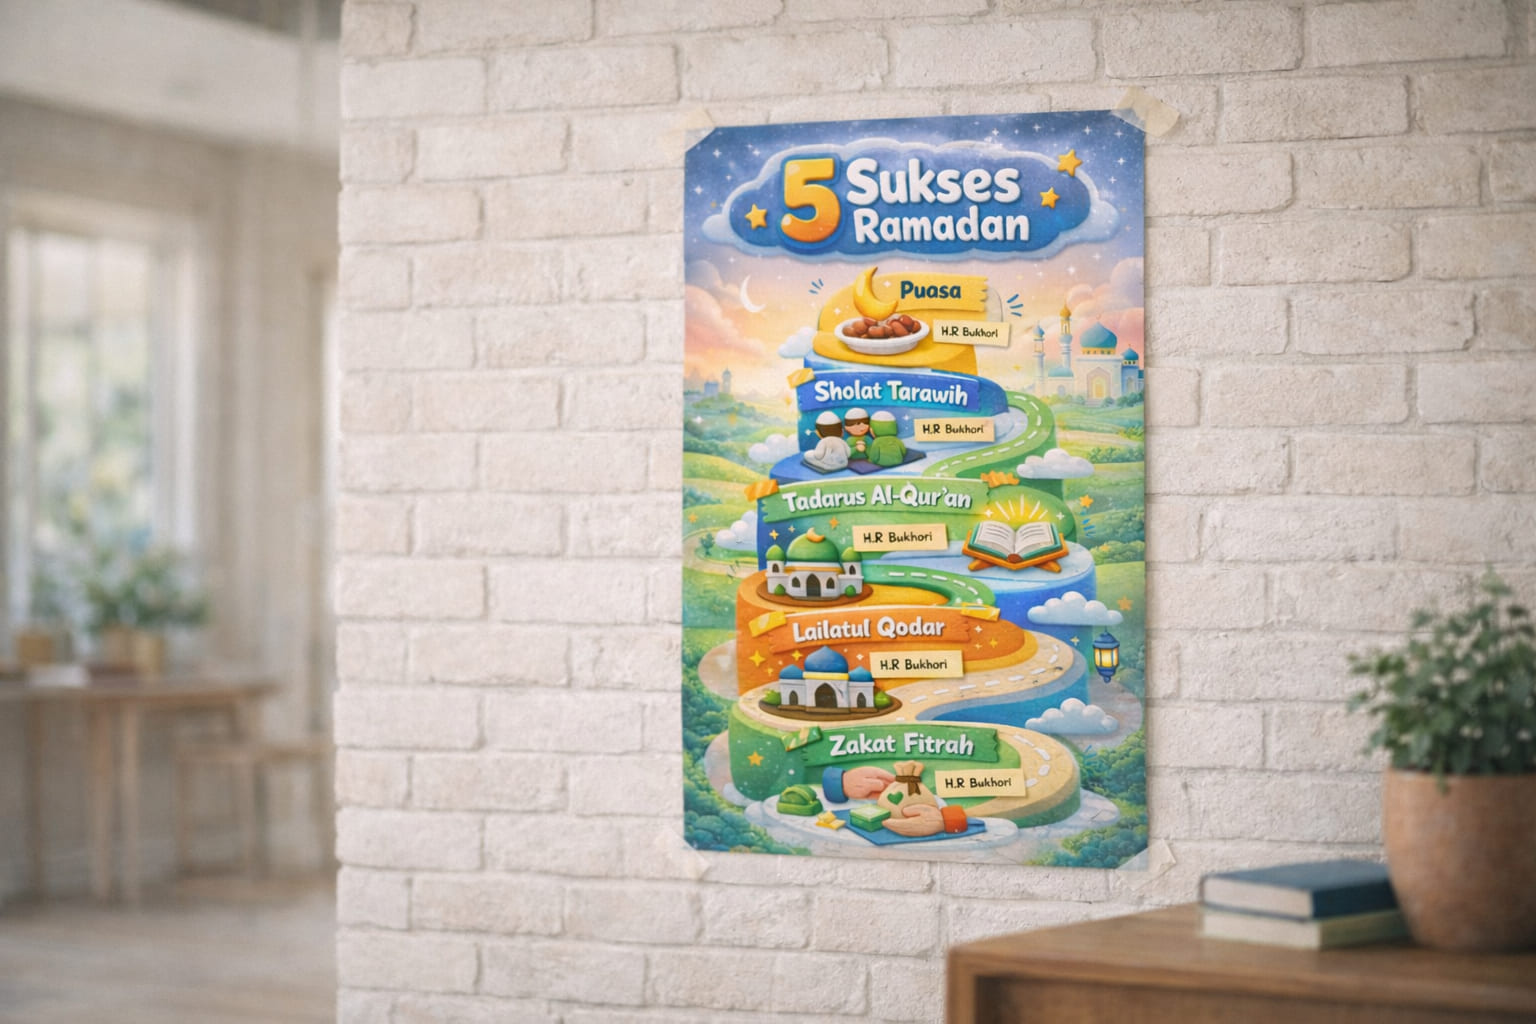 5 Sukses
Ramadan
Puasa
H.R Bukhori
Sholat Tarawih
H.R Bukhori
Tadarus Al-Qur'an
H.R Bukhori
Lailatul Qodar
H.R Bukhori
Zakat Fitrah
H.R Bukhori